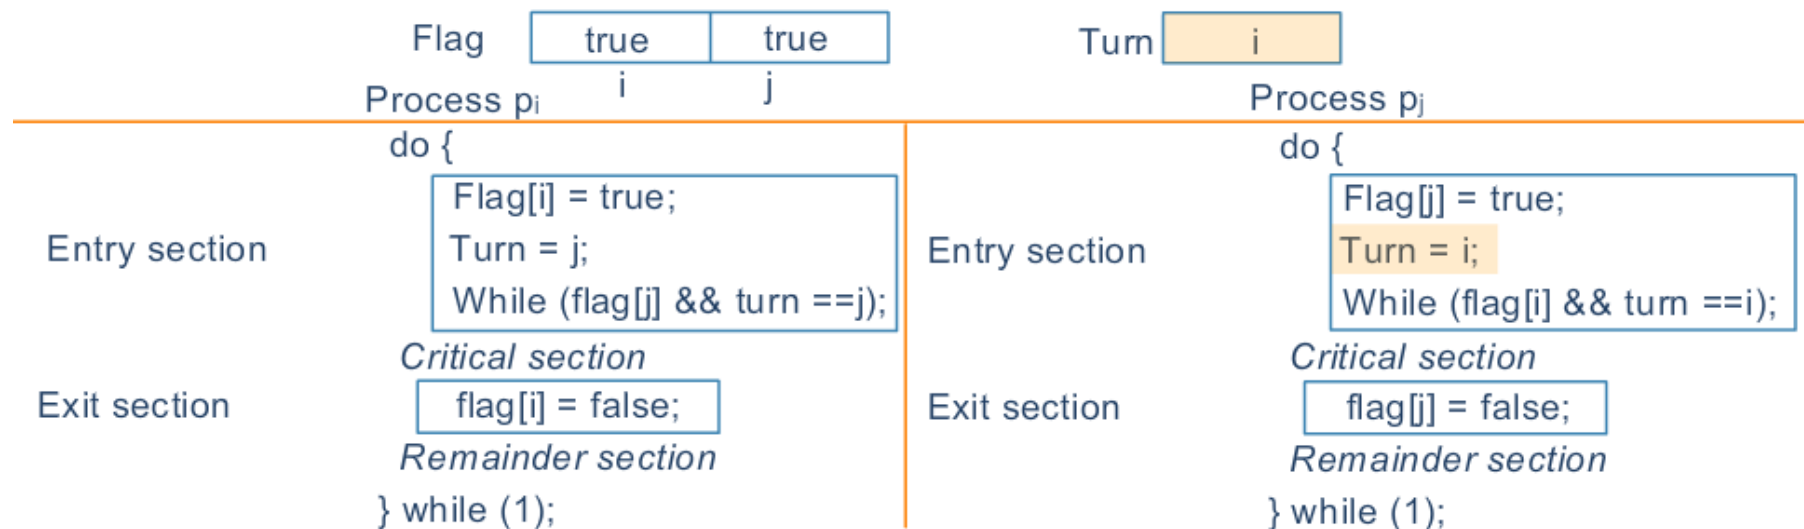 Flag true true Turn i
i j
Process pi Process pj
do {
Flag[i] = true;
Entry section Turn = j;
While (flag[j] && turn ==j);
Critical section
Exit section flag[i] = false;
Remainder section
} while (1);
do {
Flag[j] = true;
Entry section Turn = i;
While (flag[i] && turn ==i);
Critical section
Exit section flag[j] = false;
Remainder section
} while (1);